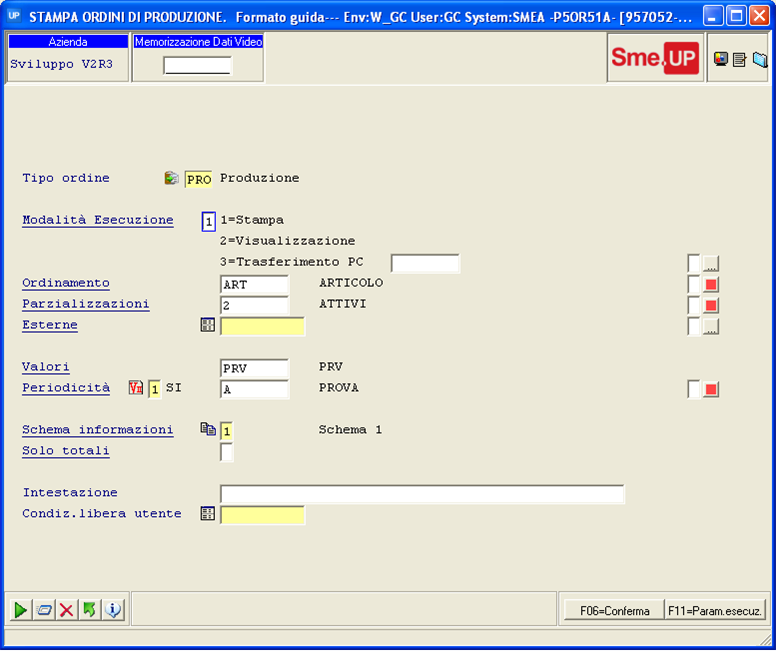 UP STAMPA ORDINI DI PRODUZIONE. Formato guida--- Env:W_GC User:GC System:SMEA -P5OR51A- [957052-...
Azienda
Memorizzazione Dati Video
Sviluppo V2R3
Sme.UP
Tipo ordine PRO Produzione
Modalità Esecuzione 1 1=Stampa
2=Visualizzazione
3=Trasferimento PC ...
Ordinamento ART ARTICOLO
Parzializzazioni 2 ATTIVI
Esterne ...
Valori PRV PRV
Periodicità 1 SI A PROVA
Schema informazioni 1 Schema 1
Solo totali
Intestazione
Condiz.libera utente
F06=Conferma F11=Param.esecuz.